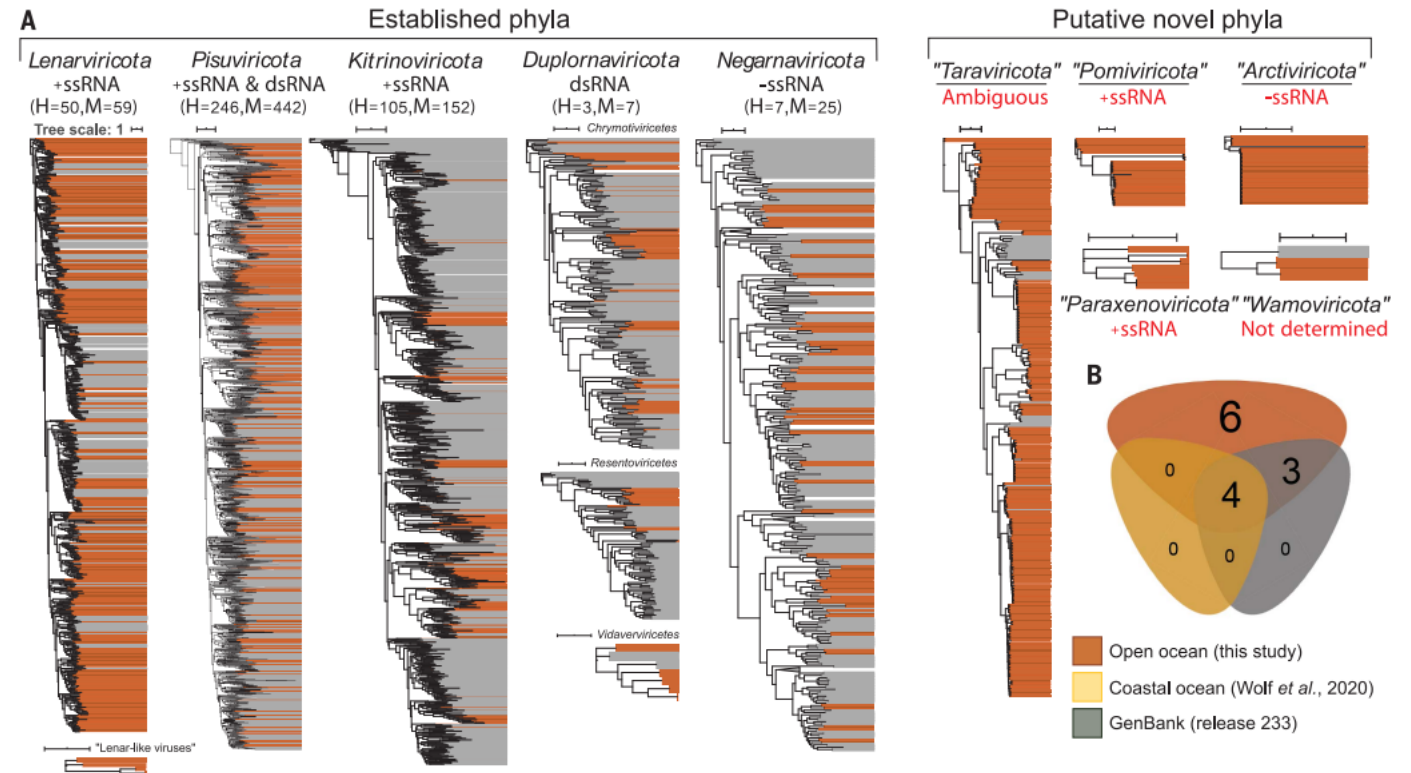 A
Established phyla
Putative novel phyla
Lenarviricota
+ssRNA
(H=50,M=59)
Tree scale: 1
Pisuviricota
+ssRNA & dsRNA
(H=246,M=442)
Kitrinoviricota
+ssRNA
(H=105,M=152)
Duplornaviricota
dsRNA
(H=3,M=7)
Chrymotiviricetes
Negarnaviricota
-ssRNA
(H=7,M=25)
"Taraviricota"
Ambiguous
"Pomiviricota"
+ssRNA
"Arctiviricota"
-ssRNA
"Paraxenoviricota"
+ssRNA
"Wamoviricota"
Not determined
Resentoviricetes
Vidaverviricetes
"Lenar-like viruses"
B
6
0
3
4
0
0
0
Open ocean (this study)
Coastal ocean (Wolf et al., 2020)
GenBank (release 233)